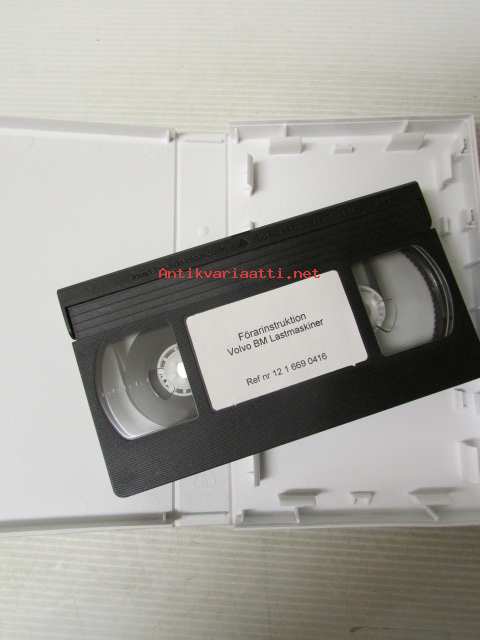 Antikvariaatti.net
Förarinstruktion
Volvo BM Lastmaskiner
Ref nr 12 1 669 0416